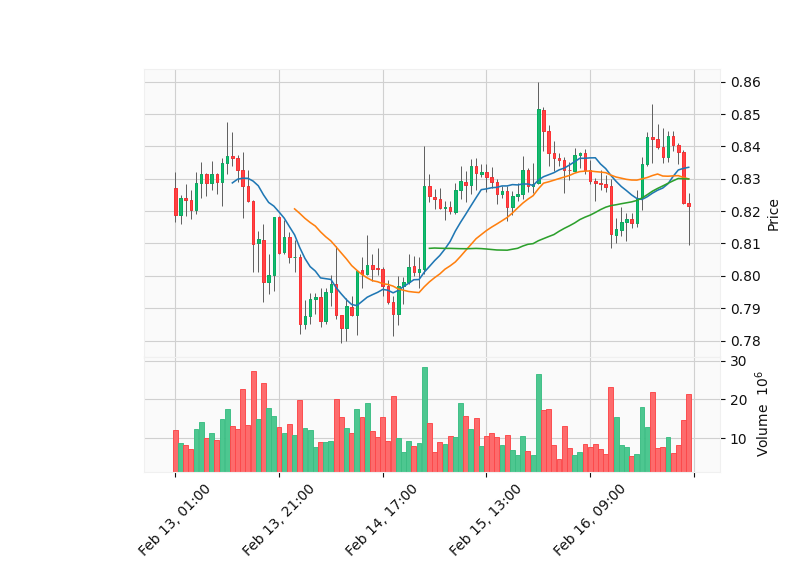 0.86
0.85
0.84
0.83
0.82
0.81
0.80
0.79
0.78
Price
30
20
10
Volume 10^6
Feb 13, 01:00
Feb 13, 21:00
Feb 14, 17:00
Feb 15, 13:00
Feb 16, 09:00